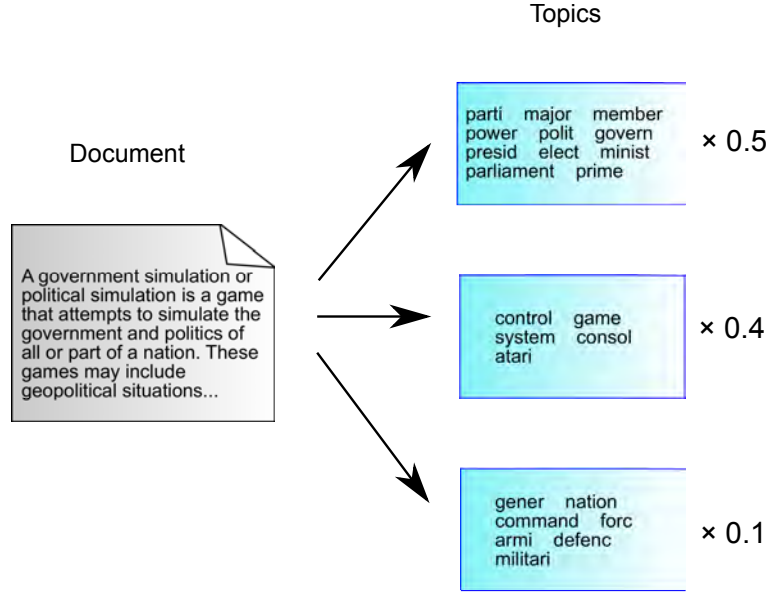 Topics
Document
A government simulation or
political simulation is a game
that attempts to simulate the
government and politics of
all or part of a nation. These
games may include
geopolitical situations...
parti major member
power polit govern
presid elect minist
parliament prime
× 0.5
control game
system consol
atari
× 0.4
gener nation
command forc
armi defenc
militari
× 0.1